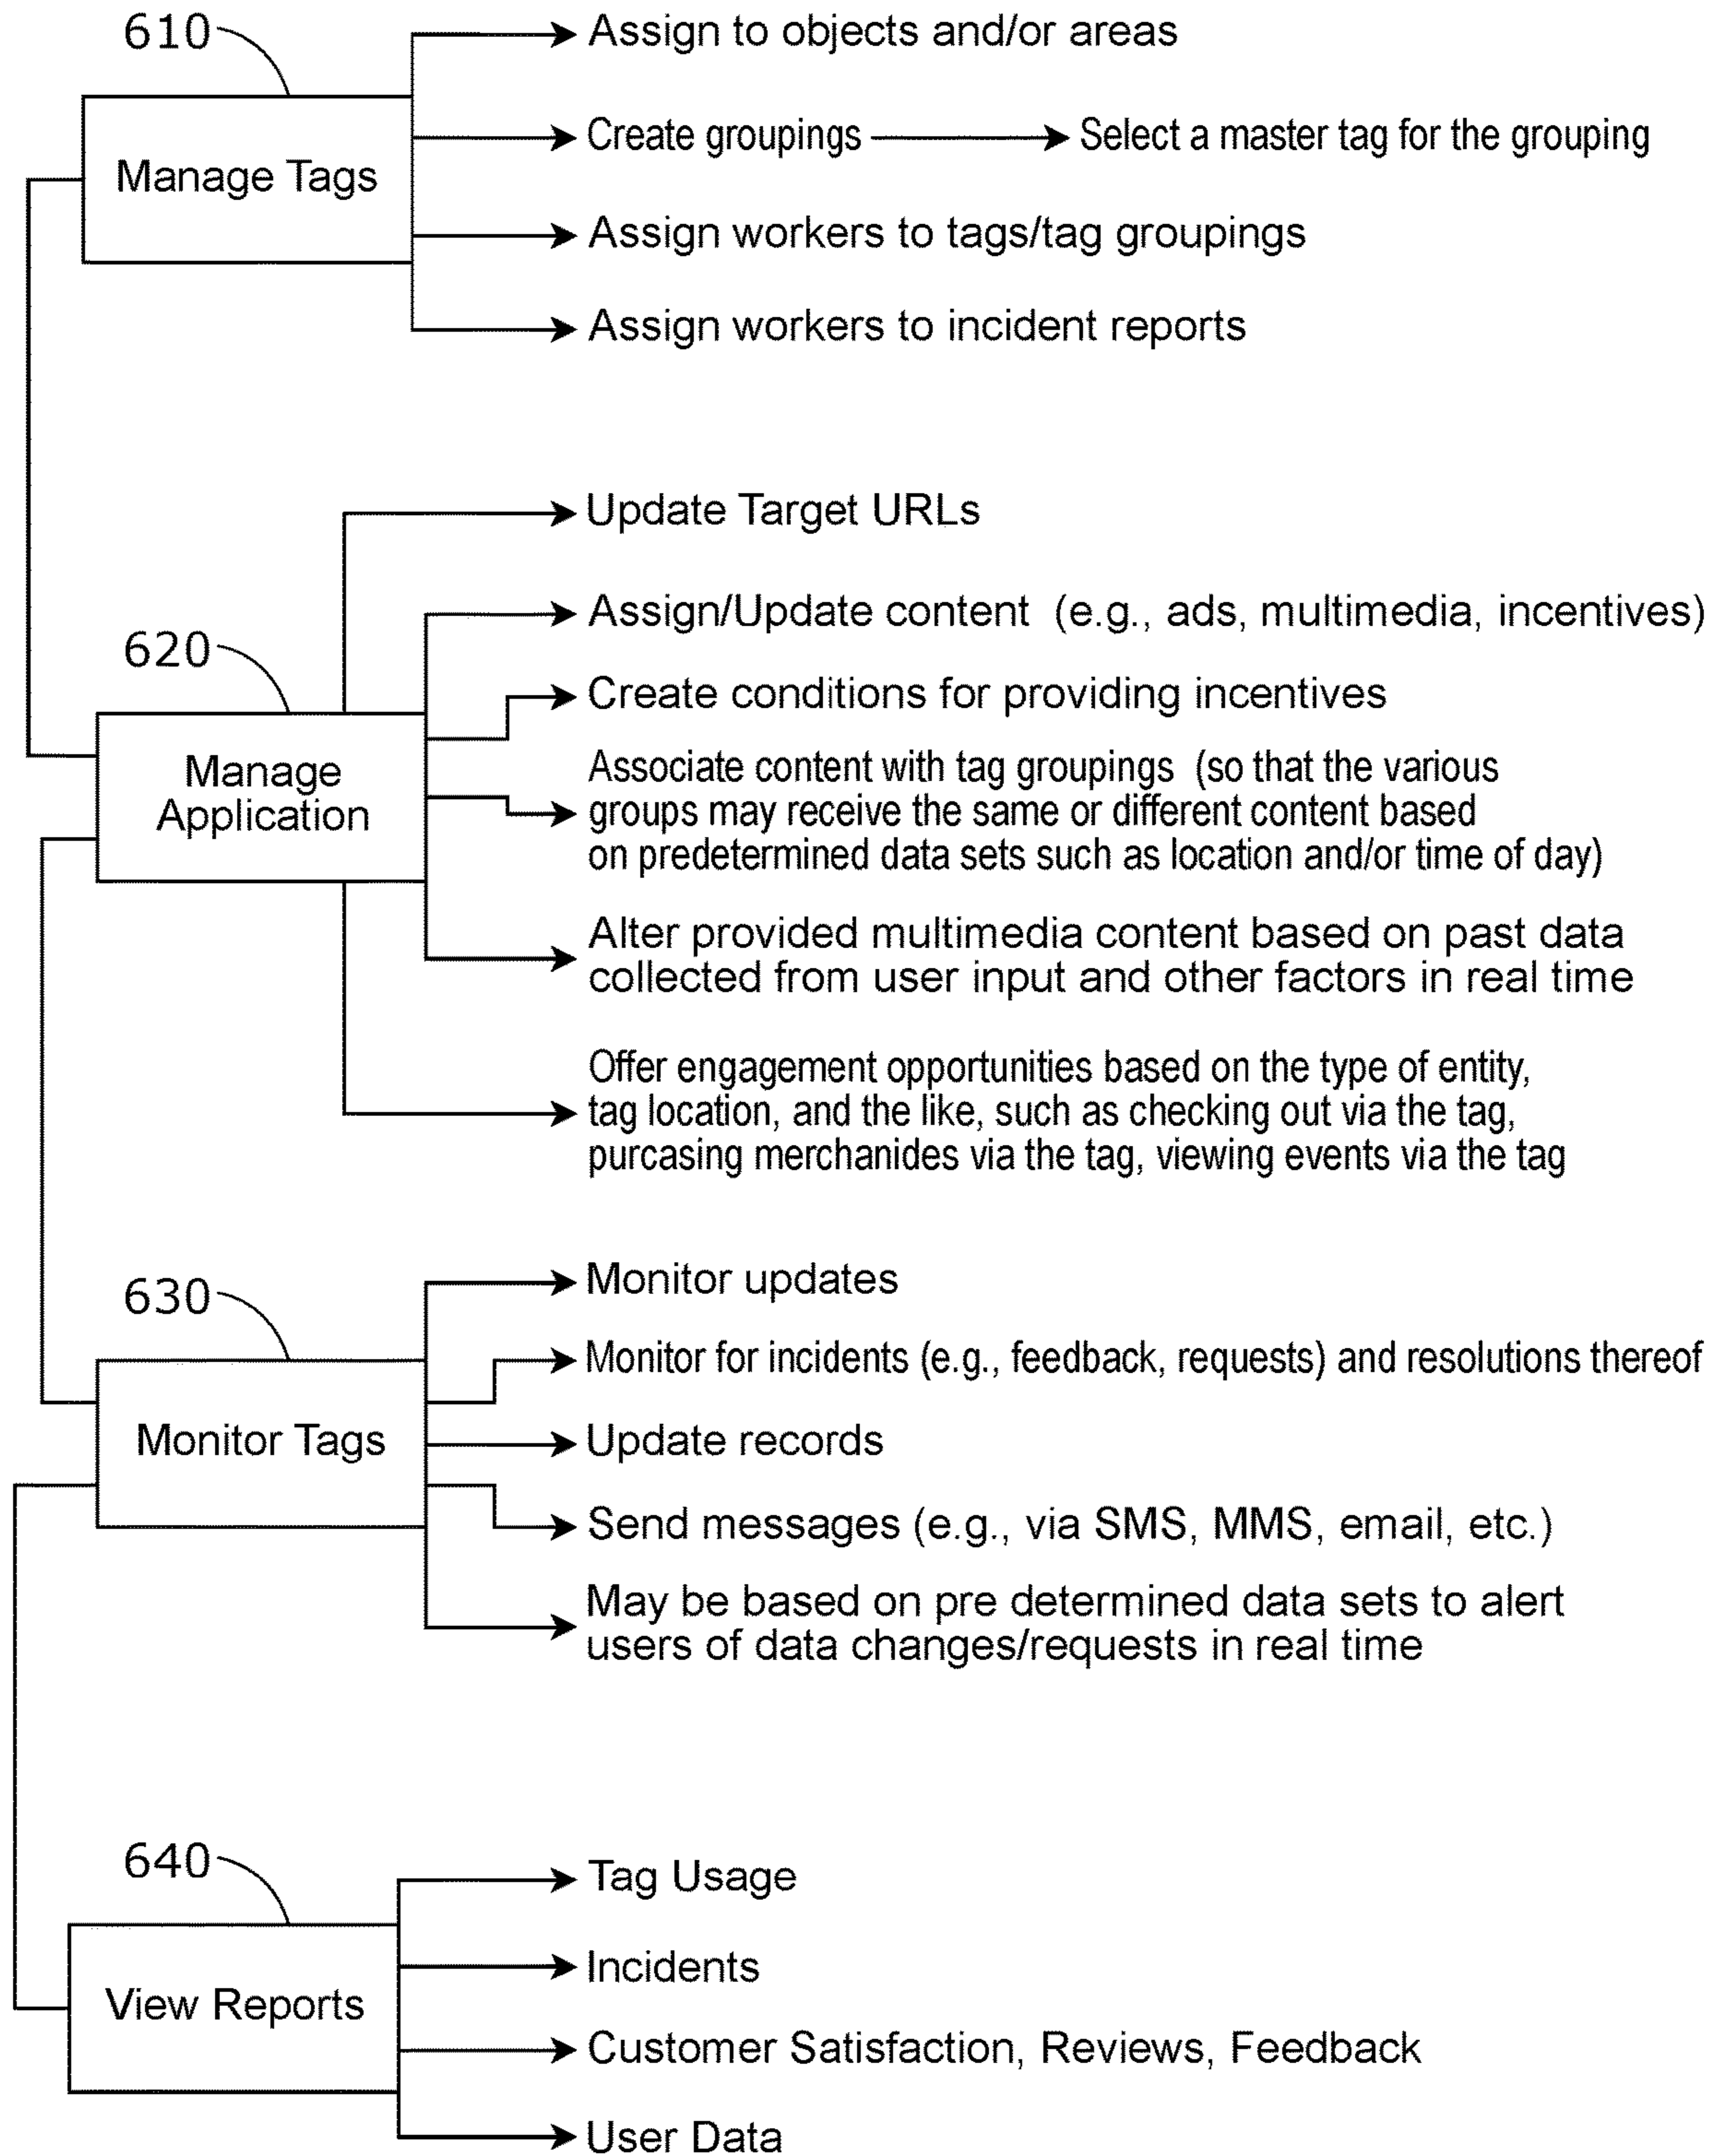 610
Manage Tags
Assign to objects and/or areas
Create groupings
Select a master tag for the grouping
Assign workers to tags/tag groupings
Assign workers to incident reports
620
Manage
Application
Update Target URLs
Assign/Update content (e.g., ads, multimedia, incentives)
Create conditions for providing incentives
Associate content with tag groupings (so that the various
groups may receive the same or different content based
on predetermined data sets such as location and/or time of day)
Alter provided multimedia content based on past data
collected from user input and other factors in real time
Offer engagement opportunities based on the type of entity,
tag location, and the like, such as checking out via the tag,
purcasing merchanides via the tag, viewing events via the tag
630
Monitor Tags
Monitor updates
Monitor for incidents (e.g., feedback, requests) and resolutions thereof
Update records
Send messages (e.g., via SMS, MMS, email, etc.)
May be based on pre determined data sets to alert
users of data changes/requests in real time
640
View Reports
Tag Usage
Incidents
Customer Satisfaction, Reviews, Feedback
User Data